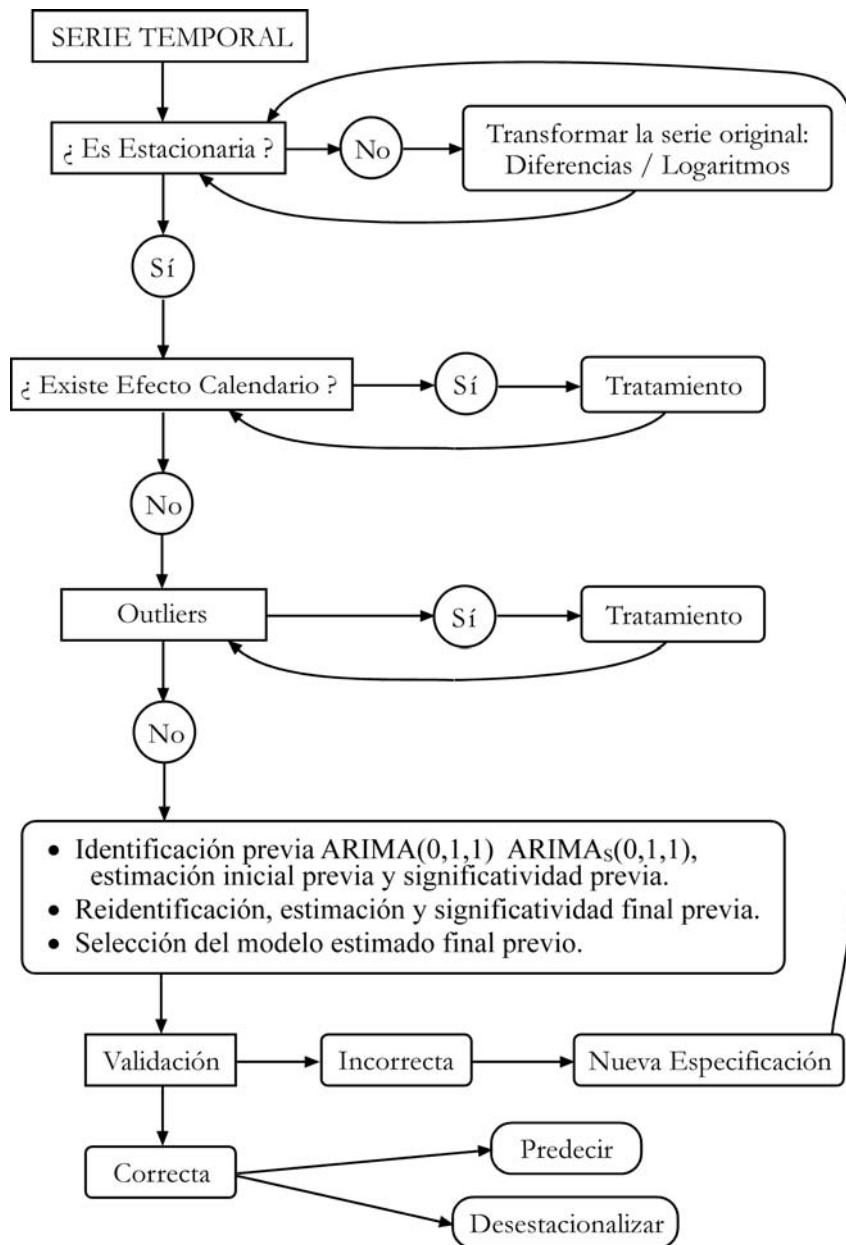 SERIE TEMPORAL
¿ Es Estacionaria ?
No
Transformar la serie original:
Diferencias / Logaritmos
Sí
¿ Existe Efecto Calendario ?
Sí
Tratamiento
No
Outliers
Sí
Tratamiento
No
• Identificación previa ARIMA(0,1,1) ARIMAS(0,1,1),
estimación inicial previa y significatividad previa.
• Reidentificación, estimación y significatividad final previa.
• Selección del modelo estimado final previo.
Validación
Incorrecta
Nueva Especificación
Correcta
Predecir
Desestacionalizar